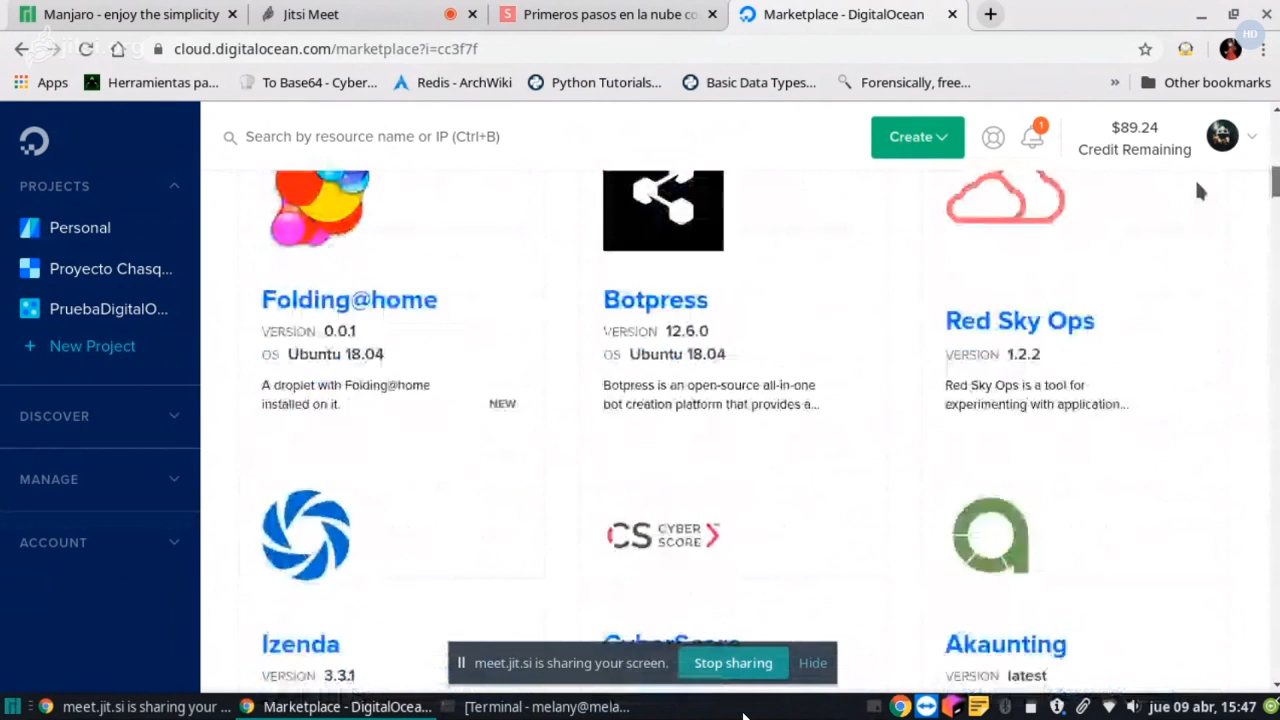 Manjaro - enjoy the simplicity
Jitsi Meet
Primeros pasos en la nube co
Marketplace - DigitalOcean
HD
cloud.digitalocean.com/marketplace?i=cc3f7f
Apps
Herramientas pa...
To Base64 – Cyber...
Redis - ArchWiki
Python Tutorials...
Basic Data Types...
Forensically, free...
»
Other bookmarks
Search by resource name or IP (Ctrl+B)
Create
1
$89.24
Credit Remaining
PROJECTS
Personal
Proyecto Chasq...
PruebaDigitalO...
+ New Project
DISCOVER
MANAGE
ACCOUNT
Folding@home
VERSION 0.0.1
OS Ubuntu 18.04
A droplet with Folding@home
installed on it.
NEW
Botpress
VERSION 12.6.0
OS Ubuntu 18.04
Botpress is an open-source all-in-one
bot creation platform that provides a...
Red Sky Ops
VERSION 1.2.2
Red Sky Ops is a tool for
experimenting with application...
CS CYBER
SCORE
Izenda
VERSION 3.3.1
CyberScore
Akaunting
VERSION latest
meet.jit.si is sharing your screen.
Stop sharing
Hide
meet.jit.si is sharing your ...
Marketplace - DigitalOcea...
[Terminal - melany@mela...
jue 09 abr, 15:47